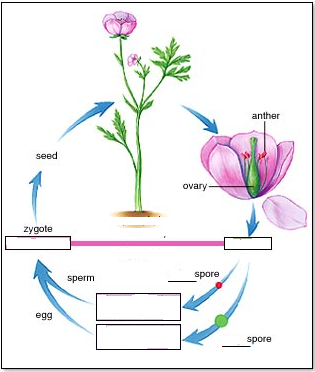 anther
seed
ovary
zygote
sperm
spore
egg
spore